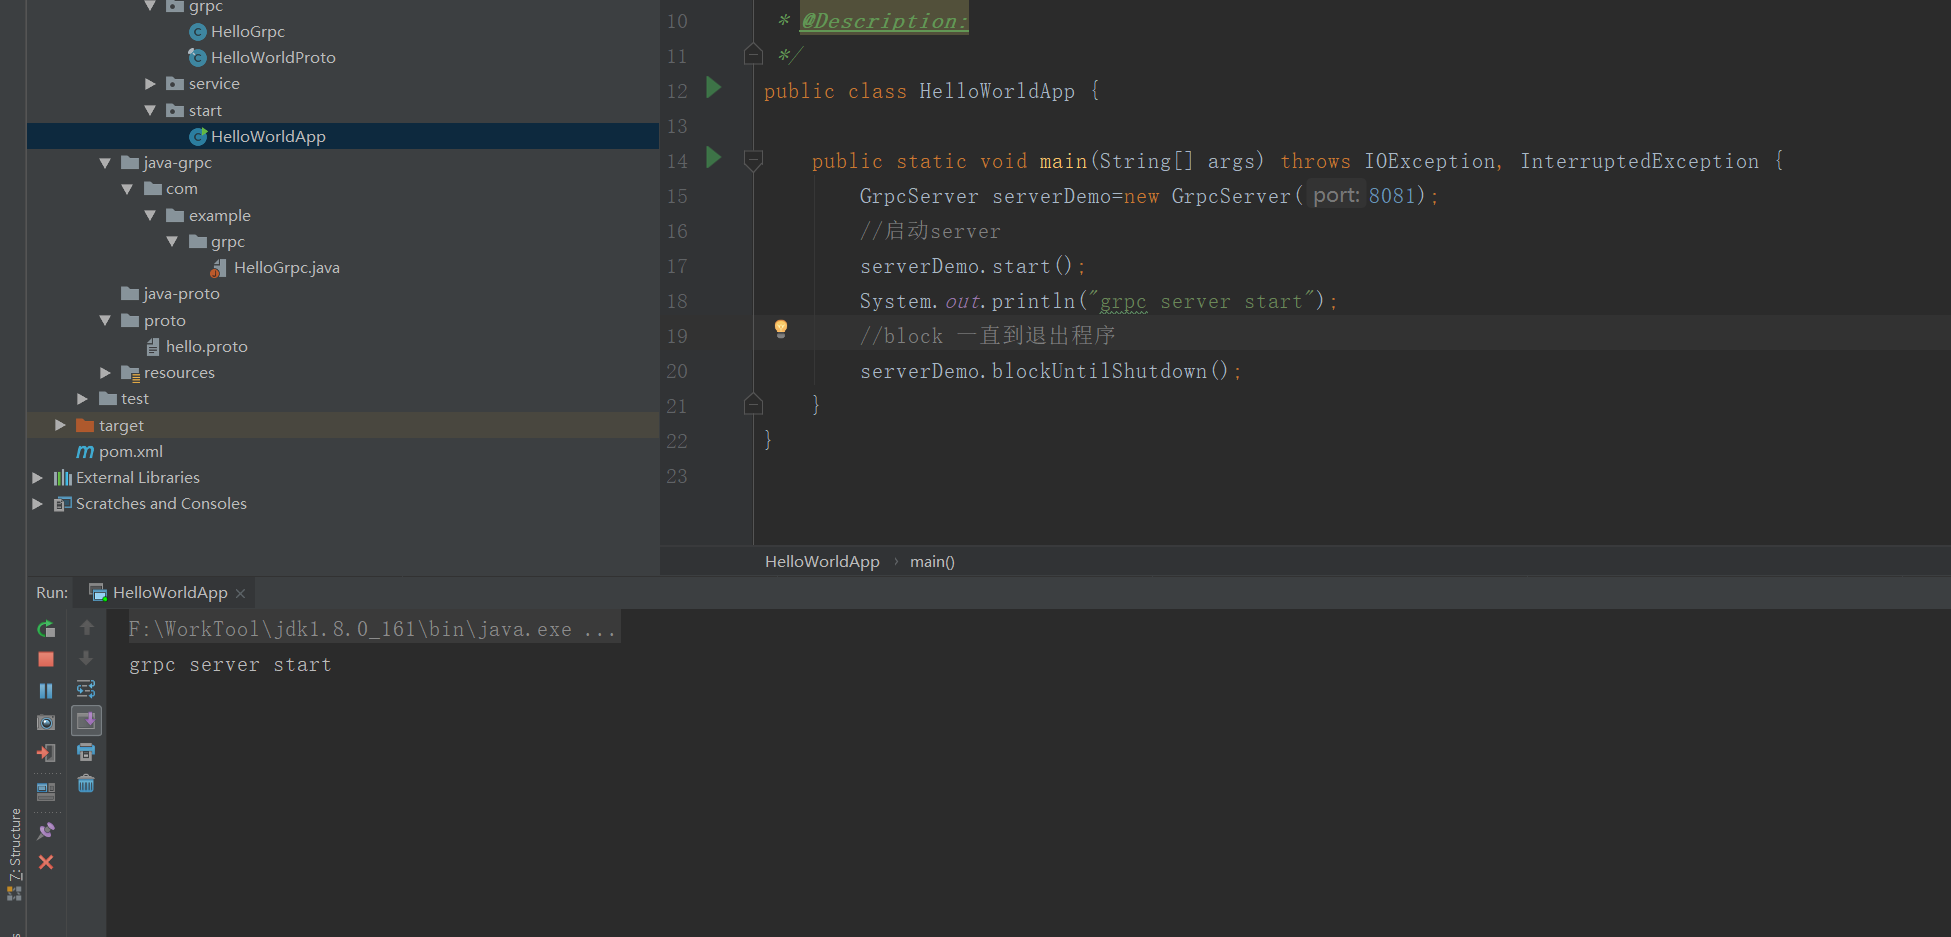 grpc
HelloGrpc
HelloWorldProto
service
start
HelloWorldApp
java-grpc
com
example
grpc
HelloGrpc.java
java-proto
proto
hello.proto
resources
test
target
pom.xml
External Libraries
Scratches and Consoles
10 * @Description:
11 */
12 public class HelloWorldApp {
13
14 public static void main(String[] args) throws IOException, InterruptedException {
15 GrpcServer serverDemo=new GrpcServer( port: 8081);
16 //启动server
17 serverDemo.start();
18 System.out.println("grpc server start");
19 //block 一直到退出程序
20 serverDemo.blockUntilShutdown();
21 }
22 }
23
HelloWorldApp › main()
Run: HelloWorldApp ×
F:\WorkTool\jdk1.8.0_161\bin\java.exe ...
grpc server start
Z: Structure